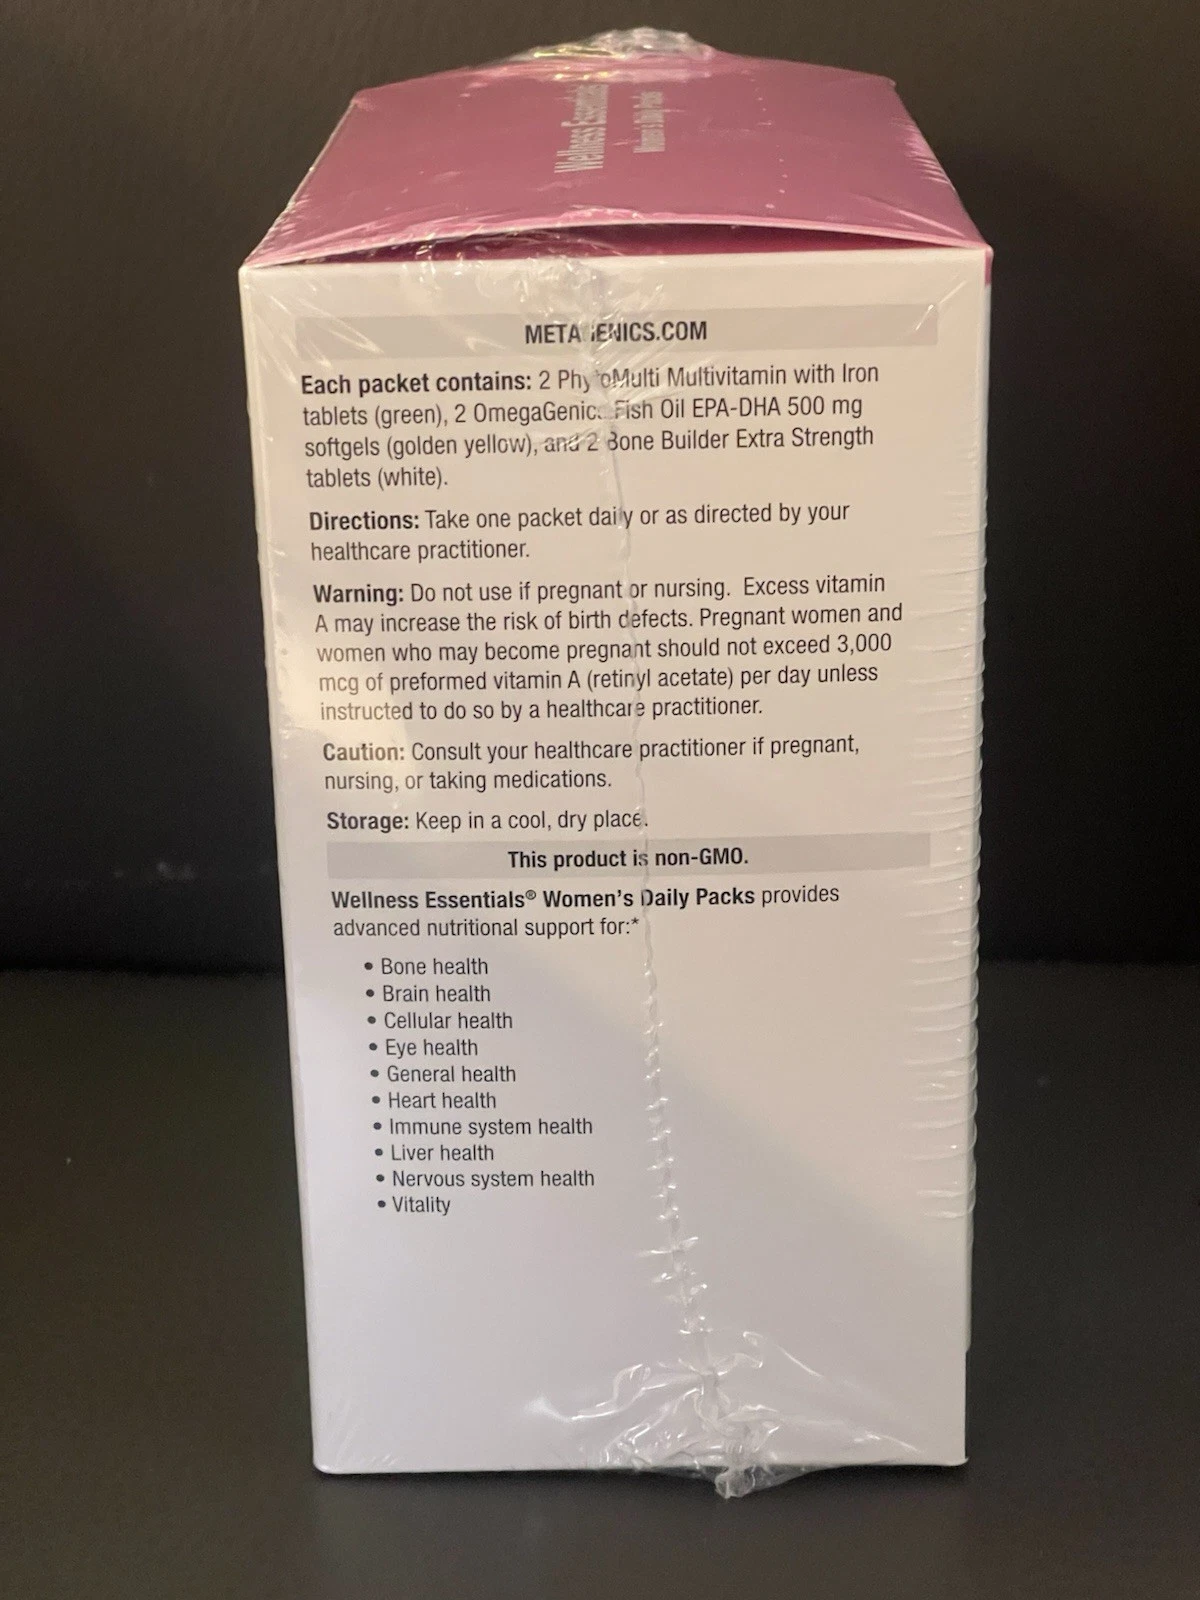 Wellness Essentials
Women's Daily Packs
METAGENICS.COM
Each packet contains: 2 PhytoMulti Multivitamin with Iron
tablets (green), 2 OmegaGenics Fish Oil EPA-DHA 500 mg
softgels (golden yellow), and 2 Bone Builder Extra Strength
tablets (white).
Directions: Take one packet daily or as directed by your
healthcare practitioner.
Warning: Do not use if pregnant or nursing. Excess vitamin
A may increase the risk of birth defects. Pregnant women and
women who may become pregnant should not exceed 3,000
mcg of preformed vitamin A (retinyl acetate) per day unless
instructed to do so by a healthcare practitioner.
Caution: Consult your healthcare practitioner if pregnant,
nursing, or taking medications.
Storage: Keep in a cool, dry place.
This product is non-GMO.
Wellness Essentials® Women's Daily Packs provides
advanced nutritional support for:*
• Bone health
• Brain health
• Cellular health
• Eye health
• General health
• Heart health
• Immune system health
• Liver health
• Nervous system health
• Vitality